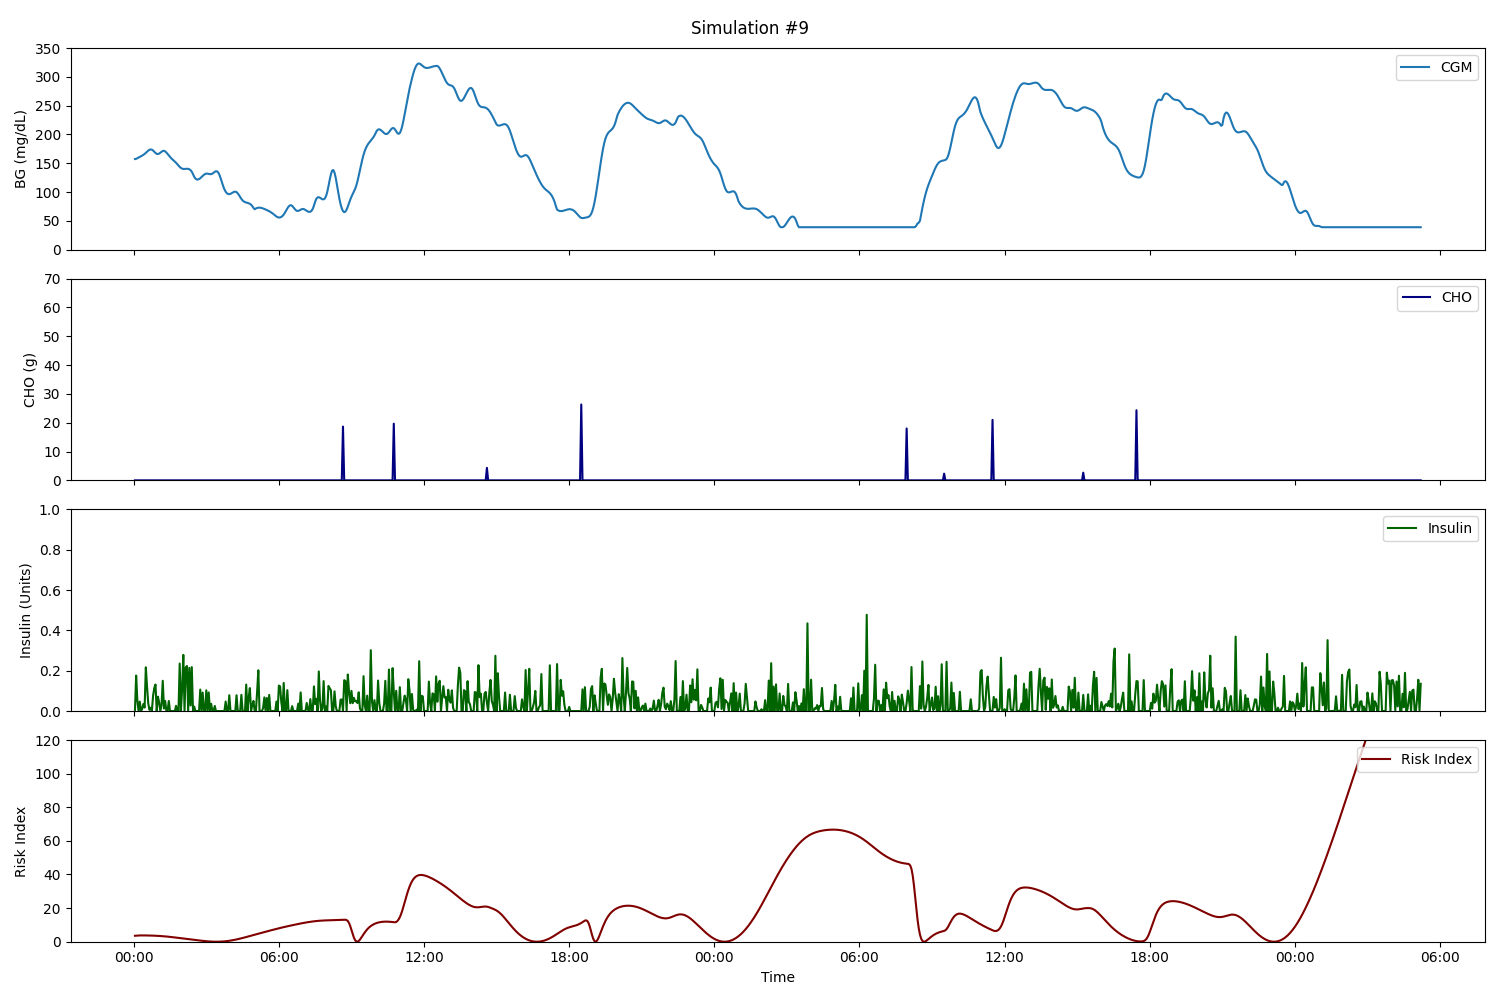 Simulation #9
350
300
250
200
150
100
50
0
BG (mg/dL)
CGM
70
60
50
40
30
20
10
0
CHO (g)
CHO
1.0
0.8
0.6
0.4
0.2
0.0
Insulin (Units)
Insulin
120
100
80
60
40
20
0
Risk Index
Risk Index
00:00 06:00 12:00 18:00 00:00 06:00 12:00 18:00 00:00 06:00
Time